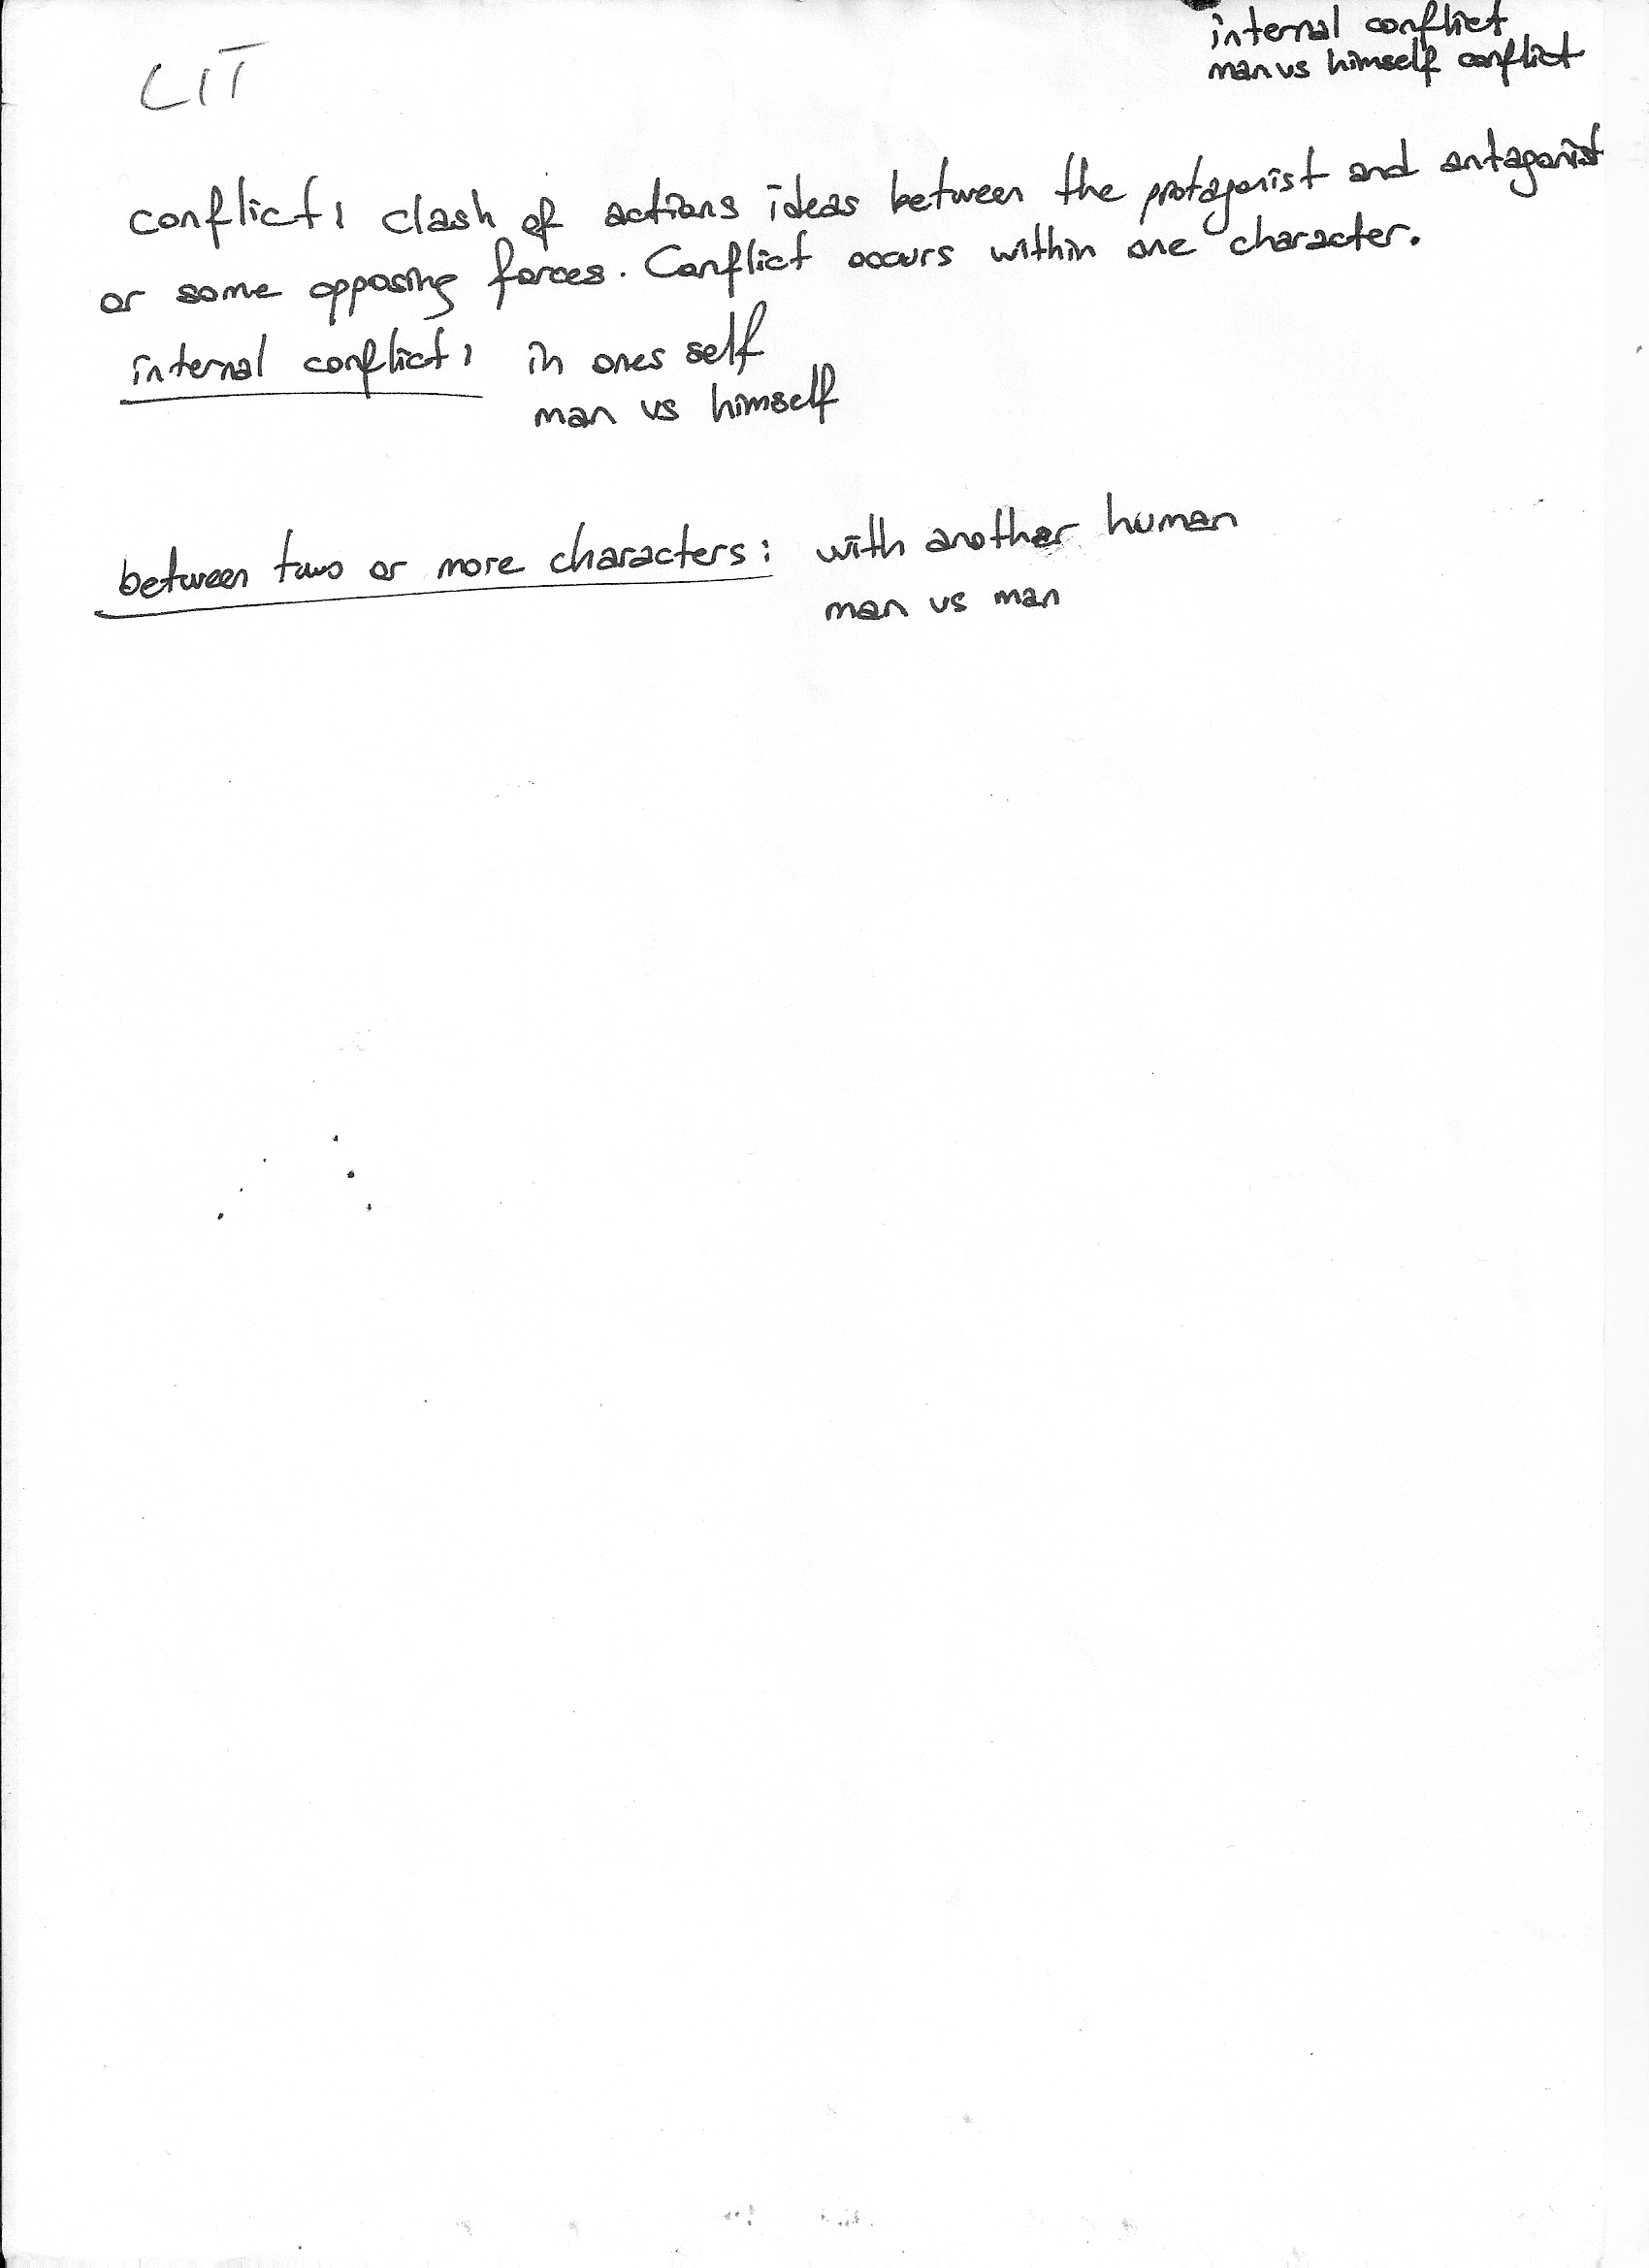 internal conflict
man vs himself conflict
LIT
conflict: clash of actions ideas between the protagonist and antagonist
or some opposing forces. Conflict occurs within one character.
internal conflict: in ones self
man vs himself
between two or more characters: with another human
man vs man